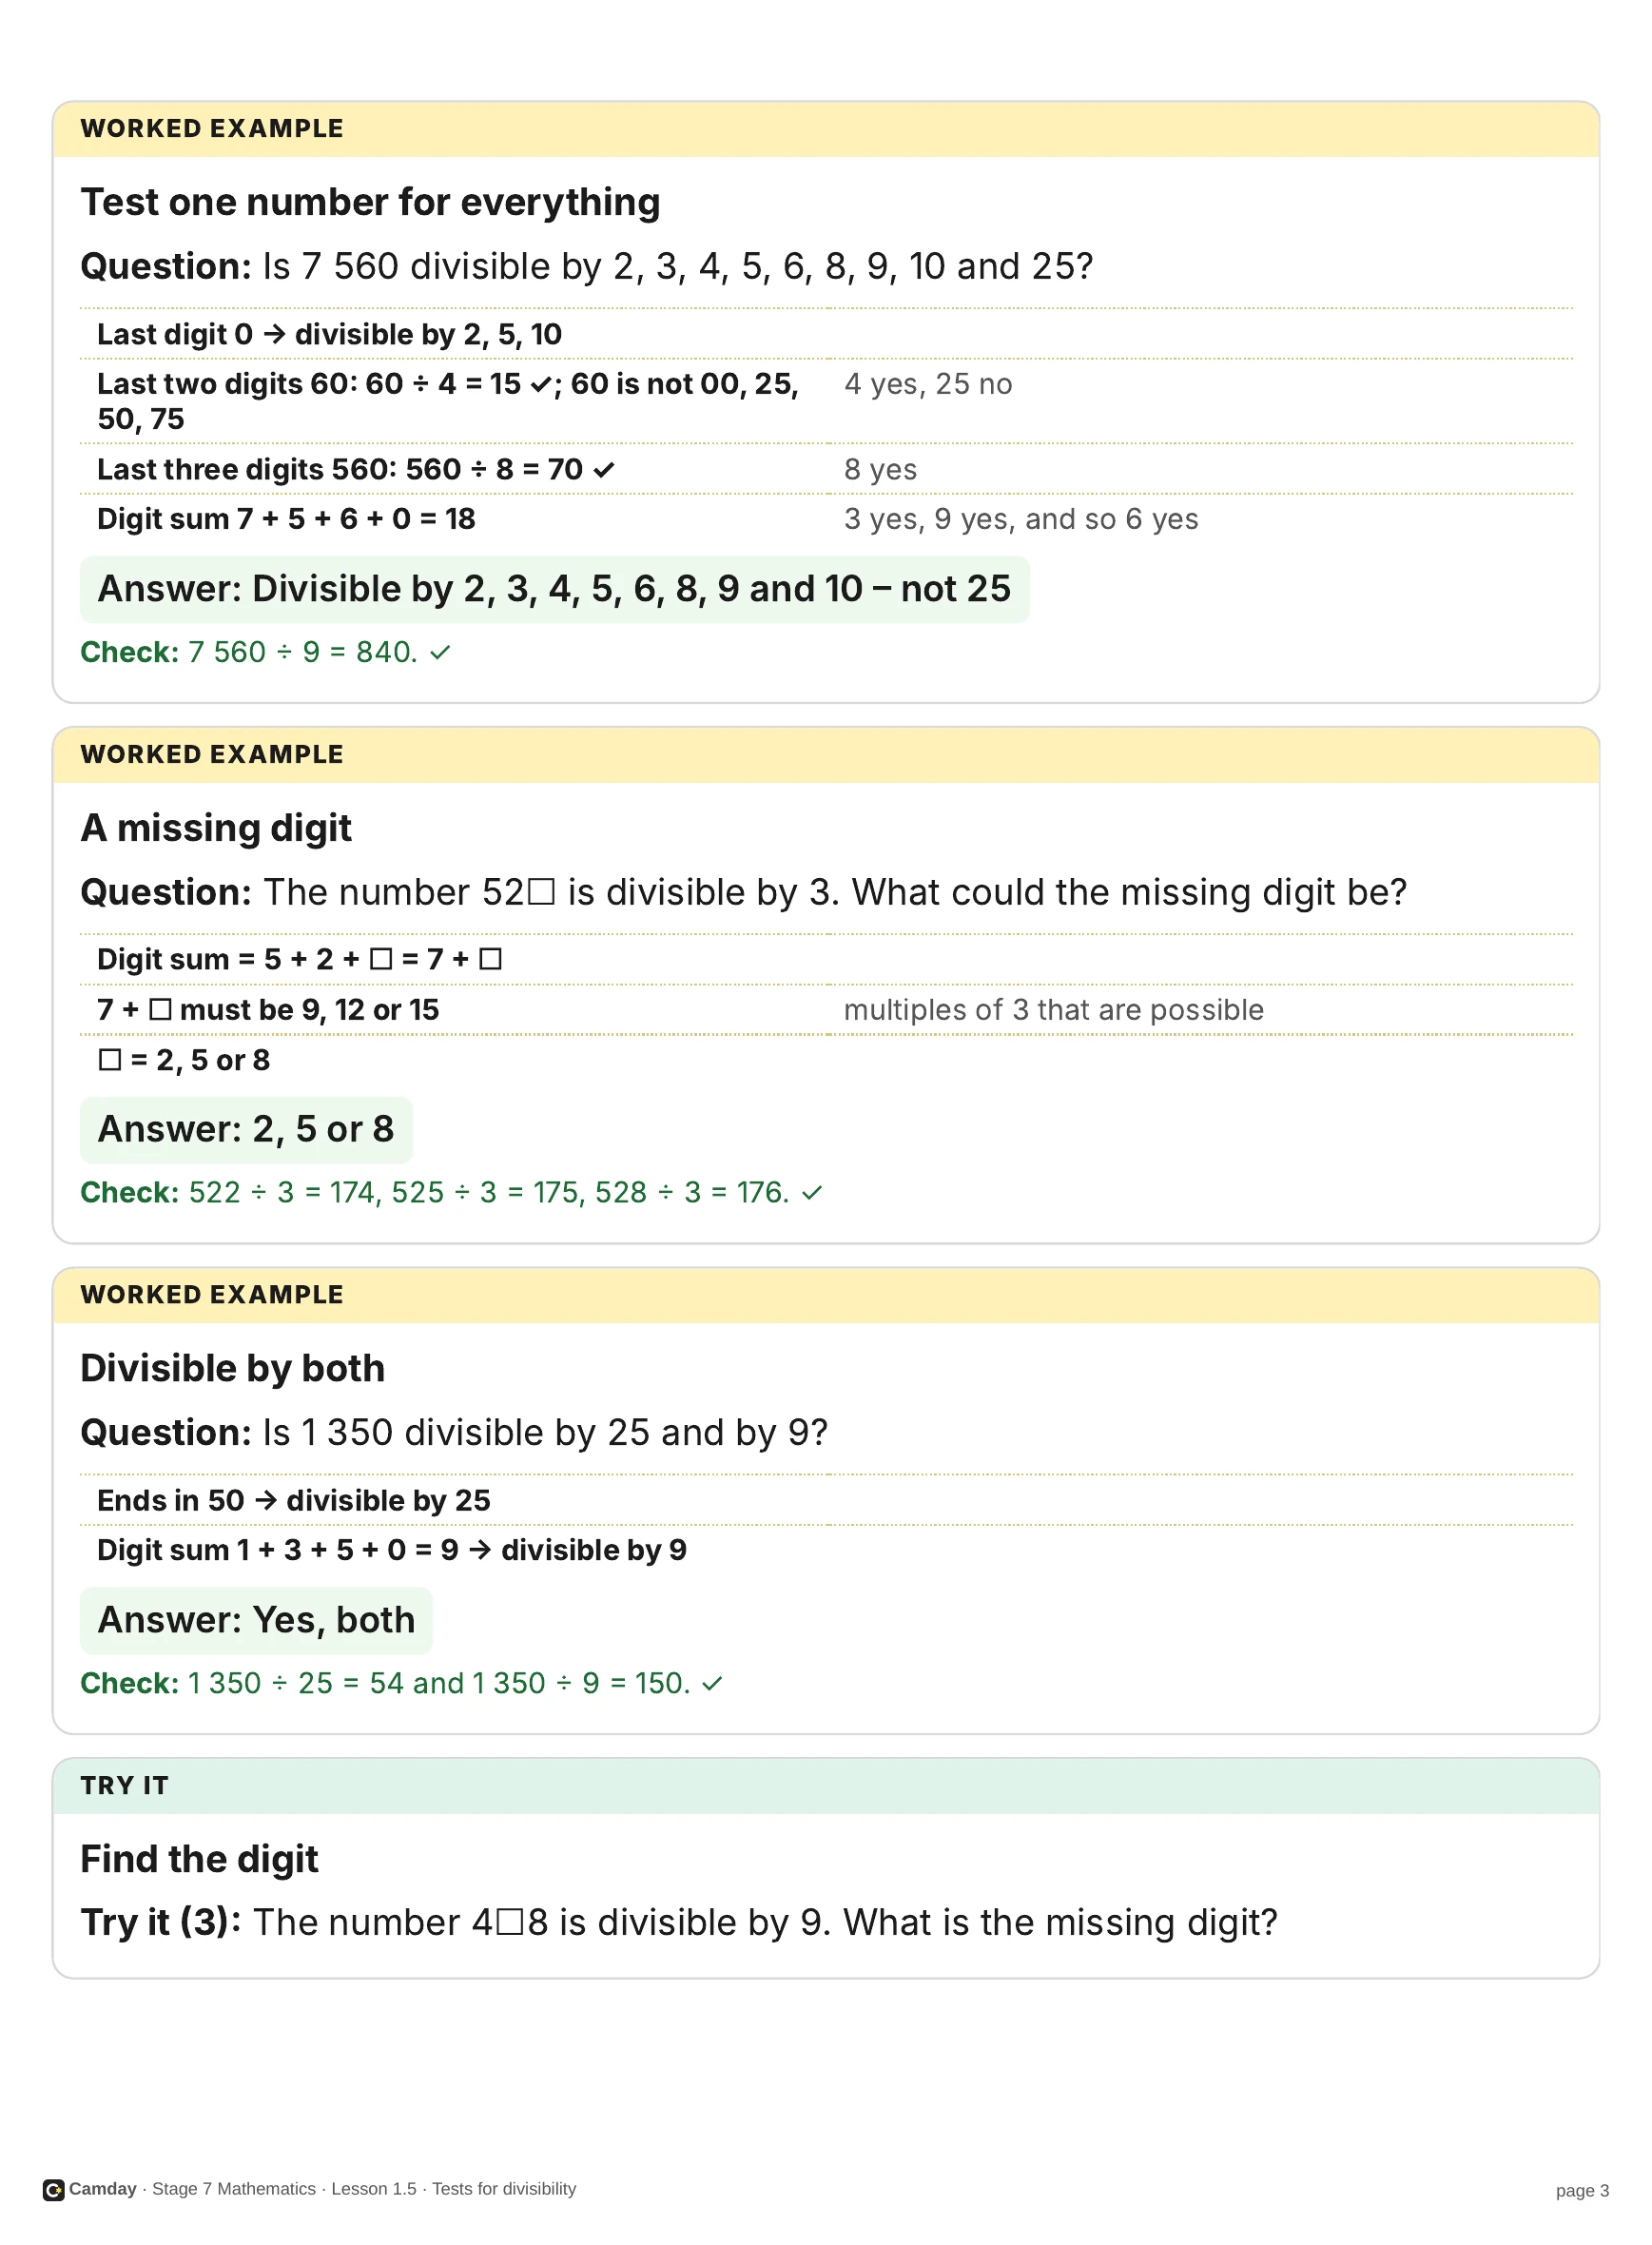 WORKED EXAMPLE
Test one number for everything
Question: Is 7 560 divisible by 2, 3, 4, 5, 6, 8, 9, 10 and 25?
Last digit 0 → divisible by 2, 5, 10
Last two digits 60: 60 ÷ 4 = 15 ✓; 60 is not 00, 25, 4 yes, 25 no
50, 75
Last three digits 560: 560 ÷ 8 = 70 ✓ 8 yes
Digit sum 7 + 5 + 6 + 0 = 18 3 yes, 9 yes, and so 6 yes
Answer: Divisible by 2, 3, 4, 5, 6, 8, 9 and 10 – not 25
Check: 7 560 ÷ 9 = 840. ✓
WORKED EXAMPLE
A missing digit
Question: The number 52☐ is divisible by 3. What could the missing digit be?
Digit sum = 5 + 2 + ☐ = 7 + ☐
7 + ☐ must be 9, 12 or 15 multiples of 3 that are possible
☐ = 2, 5 or 8
Answer: 2, 5 or 8
Check: 522 ÷ 3 = 174, 525 ÷ 3 = 175, 528 ÷ 3 = 176. ✓
WORKED EXAMPLE
Divisible by both
Question: Is 1 350 divisible by 25 and by 9?
Ends in 50 → divisible by 25
Digit sum 1 + 3 + 5 + 0 = 9 → divisible by 9
Answer: Yes, both
Check: 1 350 ÷ 25 = 54 and 1 350 ÷ 9 = 150. ✓
TRY IT
Find the digit
Try it (3): The number 4☐8 is divisible by 9. What is the missing digit?
Camday · Stage 7 Mathematics · Lesson 1.5 · Tests for divisibility page 3